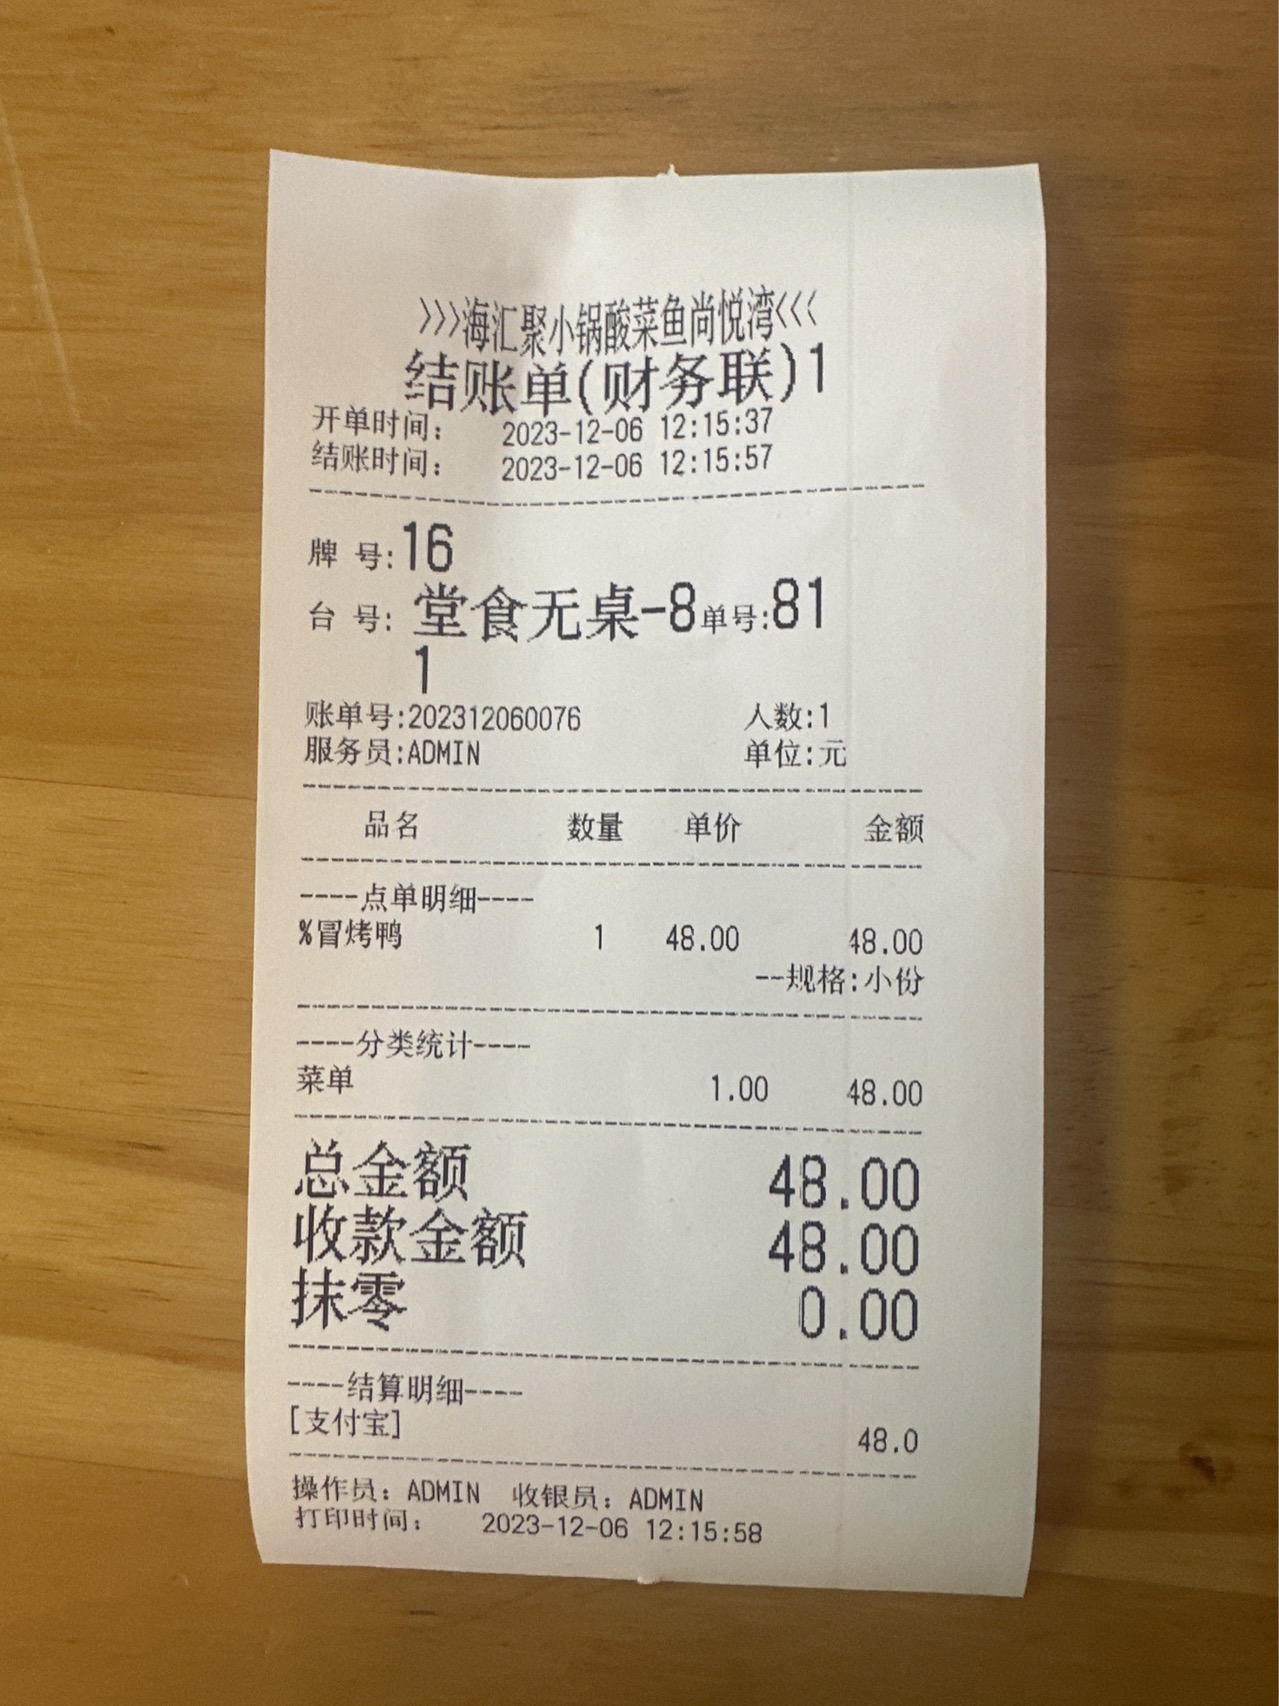 >>>海汇聚小锅酸菜鱼尚悦湾<<<
结账单(财务联)1
开单时间: 2023-12-06 12:15:37
结账时间: 2023-12-06 12:15:57
牌 号:16
台 号: 堂食无桌-8单号:81
1
账单号:202312060076 人数:1
服务员:ADMIN 单位:元
品名 数量 单价 金额
----点单明细----
%冒烤鸭 1 48.00 48.00
--规格:小份
----分类统计----
菜单 1.00 48.00
总金额 48.00
收款金额 48.00
抹零 0.00
----结算明细----
[支付宝] 48.0
操作员: ADMIN 收银员: ADMIN
打印时间: 2023-12-06 12:15:58